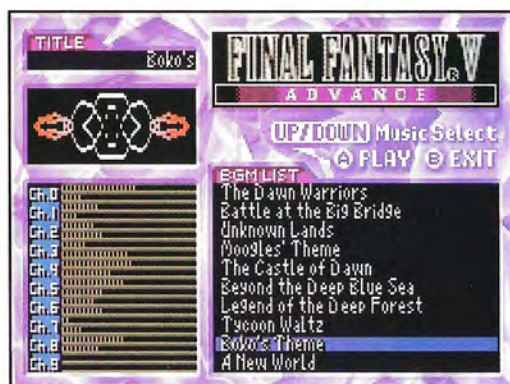 TITLE
Boko's
FINAL FANTASY V
ADVANCE
UP/DOWN Music Select
A PLAY B EXIT
BGM LIST
The Dawn Warriors
Battle at the Big Bridge
Unknown Lands
Moogles' Theme
The Castle of Dawn
Beyond the Deep Blue Sea
Legend of the Deep Forest
Tycoon Waltz
Boko's Theme
A New World
Ch.0
Ch.1
Ch.2
Ch.3
Ch.4
Ch.5
Ch.6
Ch.7
Ch.8
Ch.9